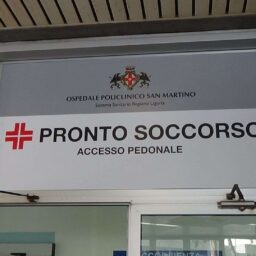 OSPEDALE POLICLINICO SAN MARTINO
Sistema Sanitario Regione Liguria
PRONTO SOCCORSO
ACCESSO PEDONALE